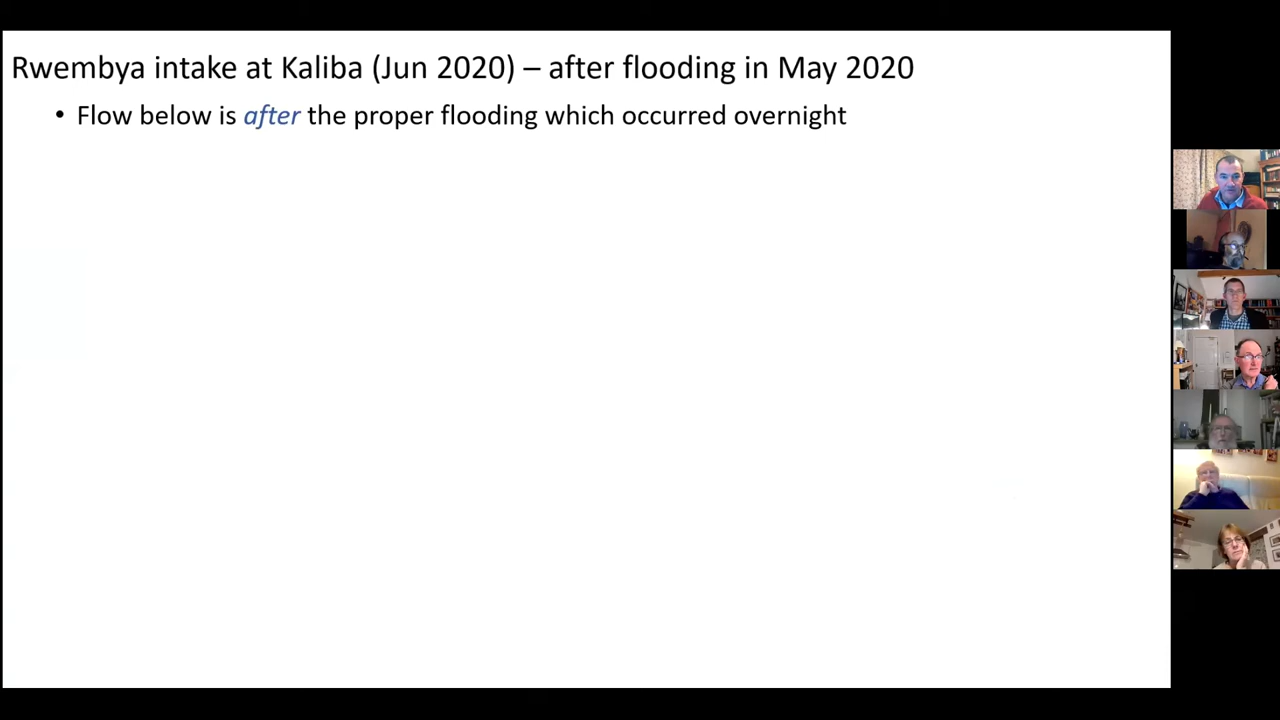 Rwembya intake at Kaliba (Jun 2020) – after flooding in May 2020
• Flow below is after the proper flooding which occurred overnight